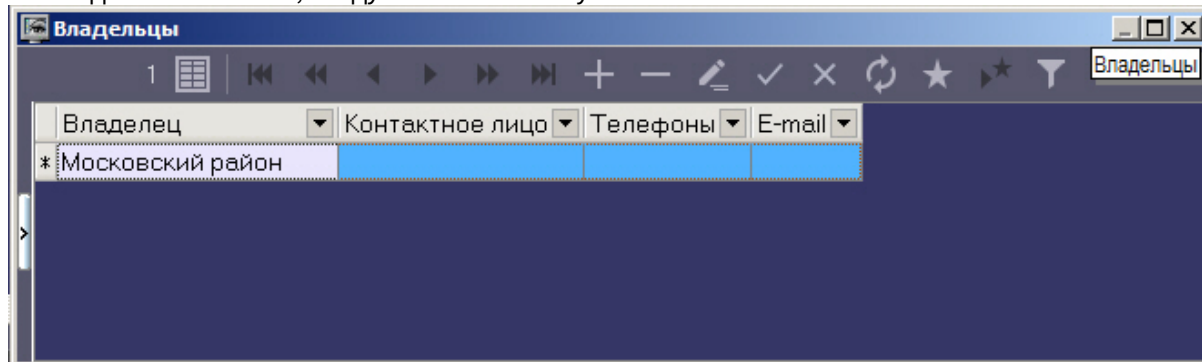 Владельцы
1
Владельцы
Владелец Контактное лицо Телефоны E-mail
* Московский район